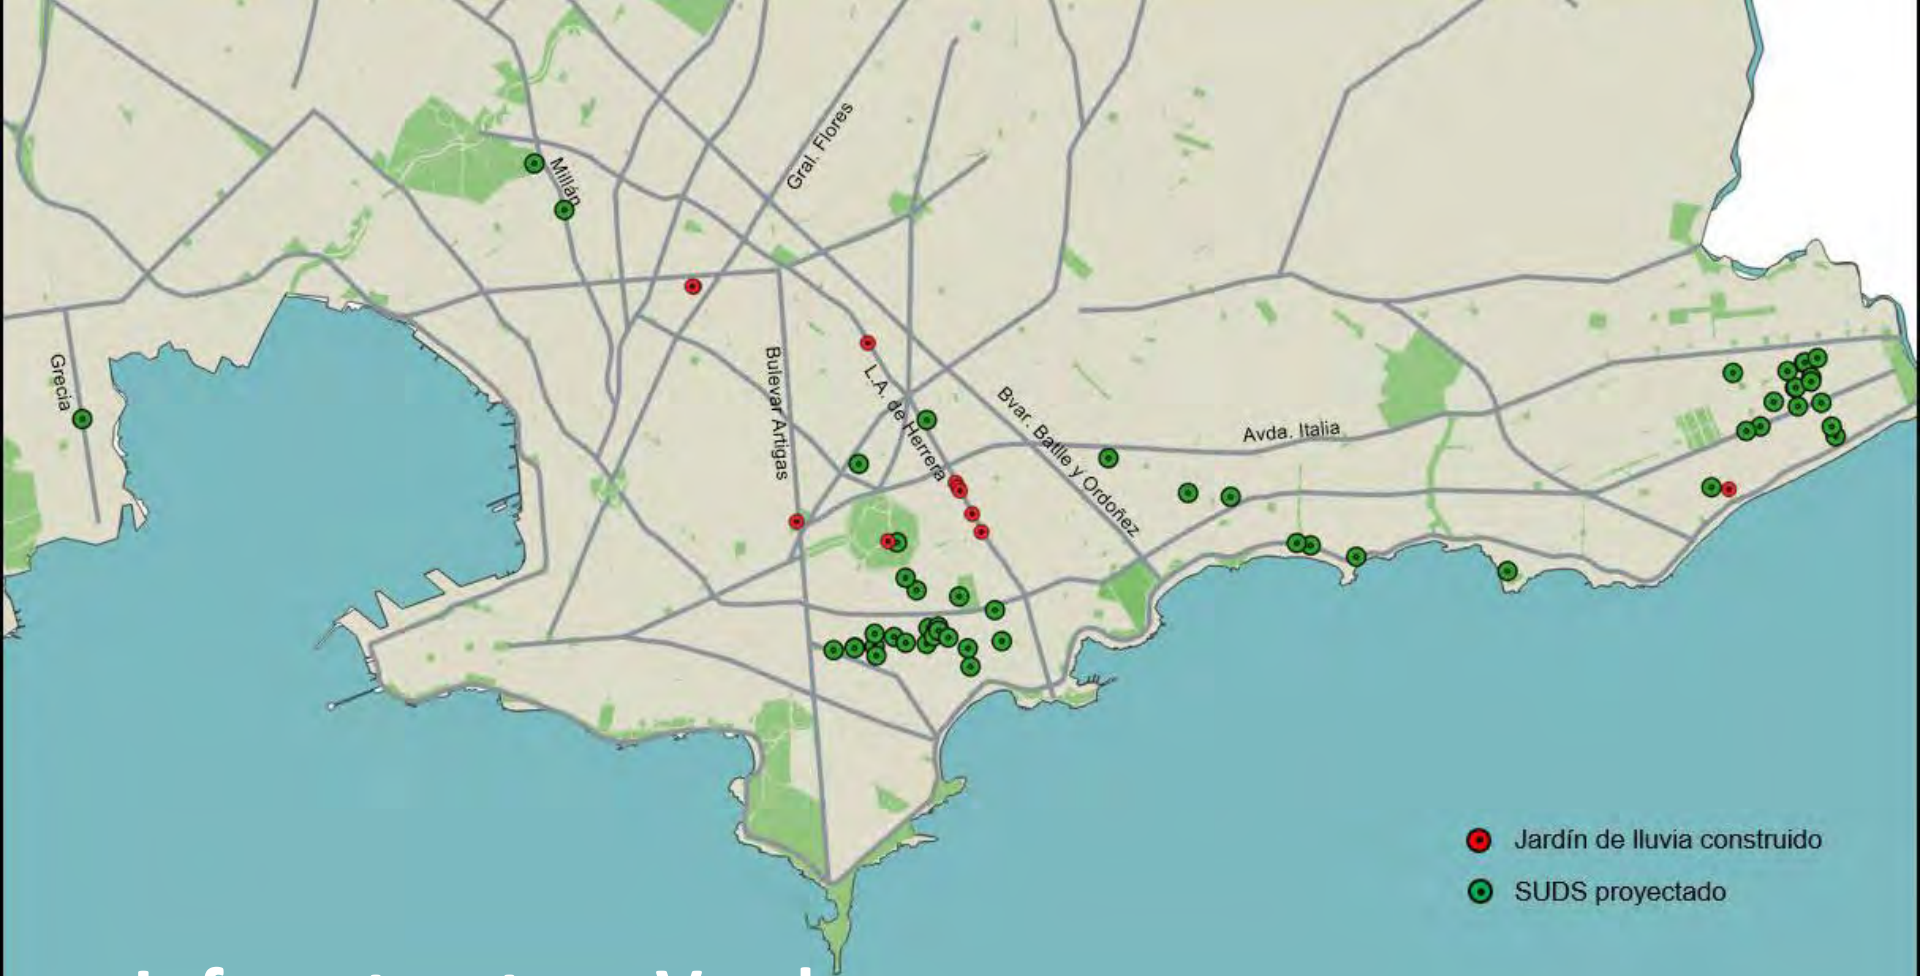 Gral. Flores
Millán
Grecia
Bulevar Artigas
L.A. de Herrera
Bvar. Batlle y Ordoñez
Avda. Italia
Jardín de lluvia construido
SUDS proyectado